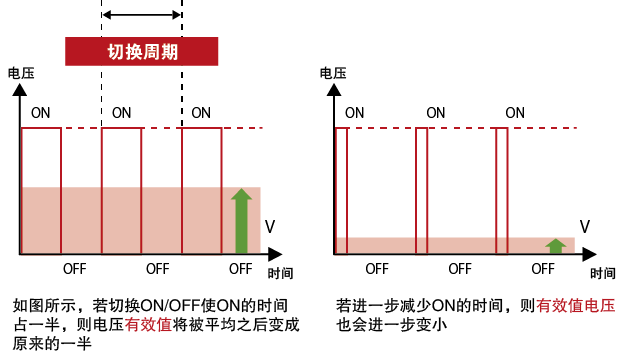 切换周期
电压
ON ON ON
V
OFF OFF OFF
时间
如图所示，若切换ON/OFF使ON的时间
占一半，则电压有效值将被平均之后变成
原来的一半
电压
ON ON ON
V
OFF OFF OFF
时间
若进一步减少ON的时间，则有效值电压
也会进一步变小